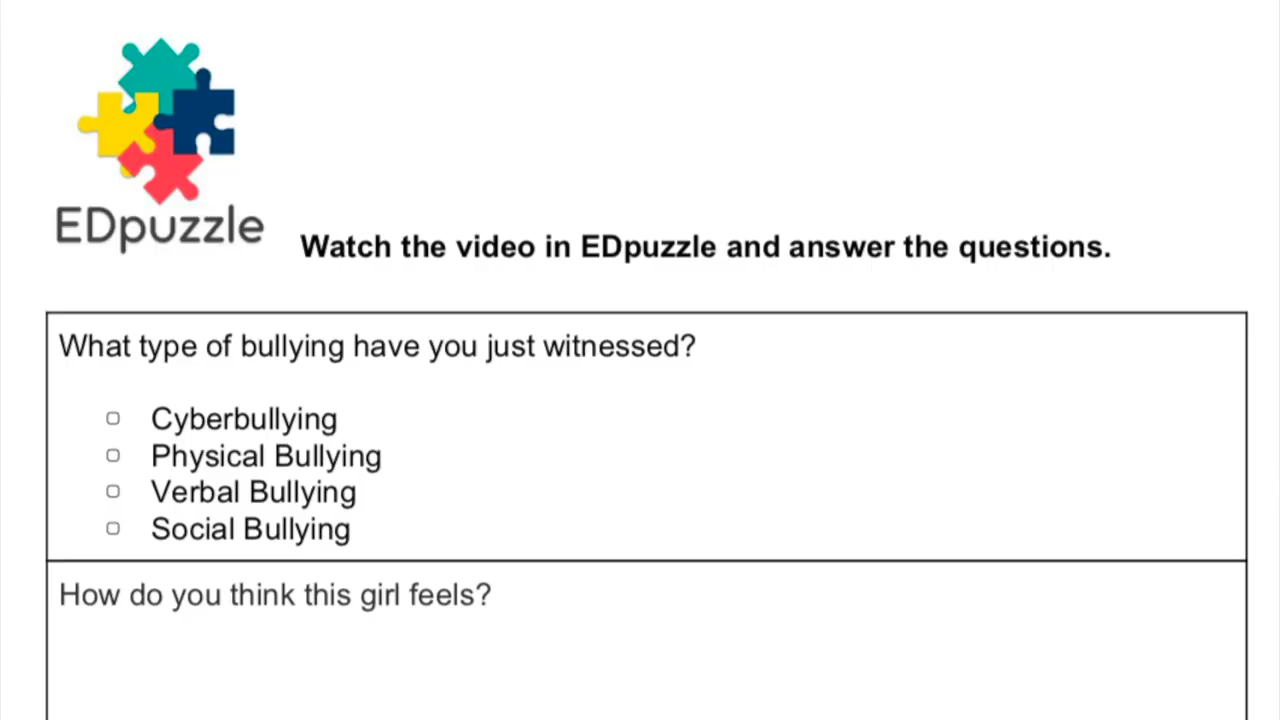 EDpuzzle
Watch the video in EDpuzzle and answer the questions.
What type of bullying have you just witnessed?
Cyberbullying
Physical Bullying
Verbal Bullying
Social Bullying
How do you think this girl feels?